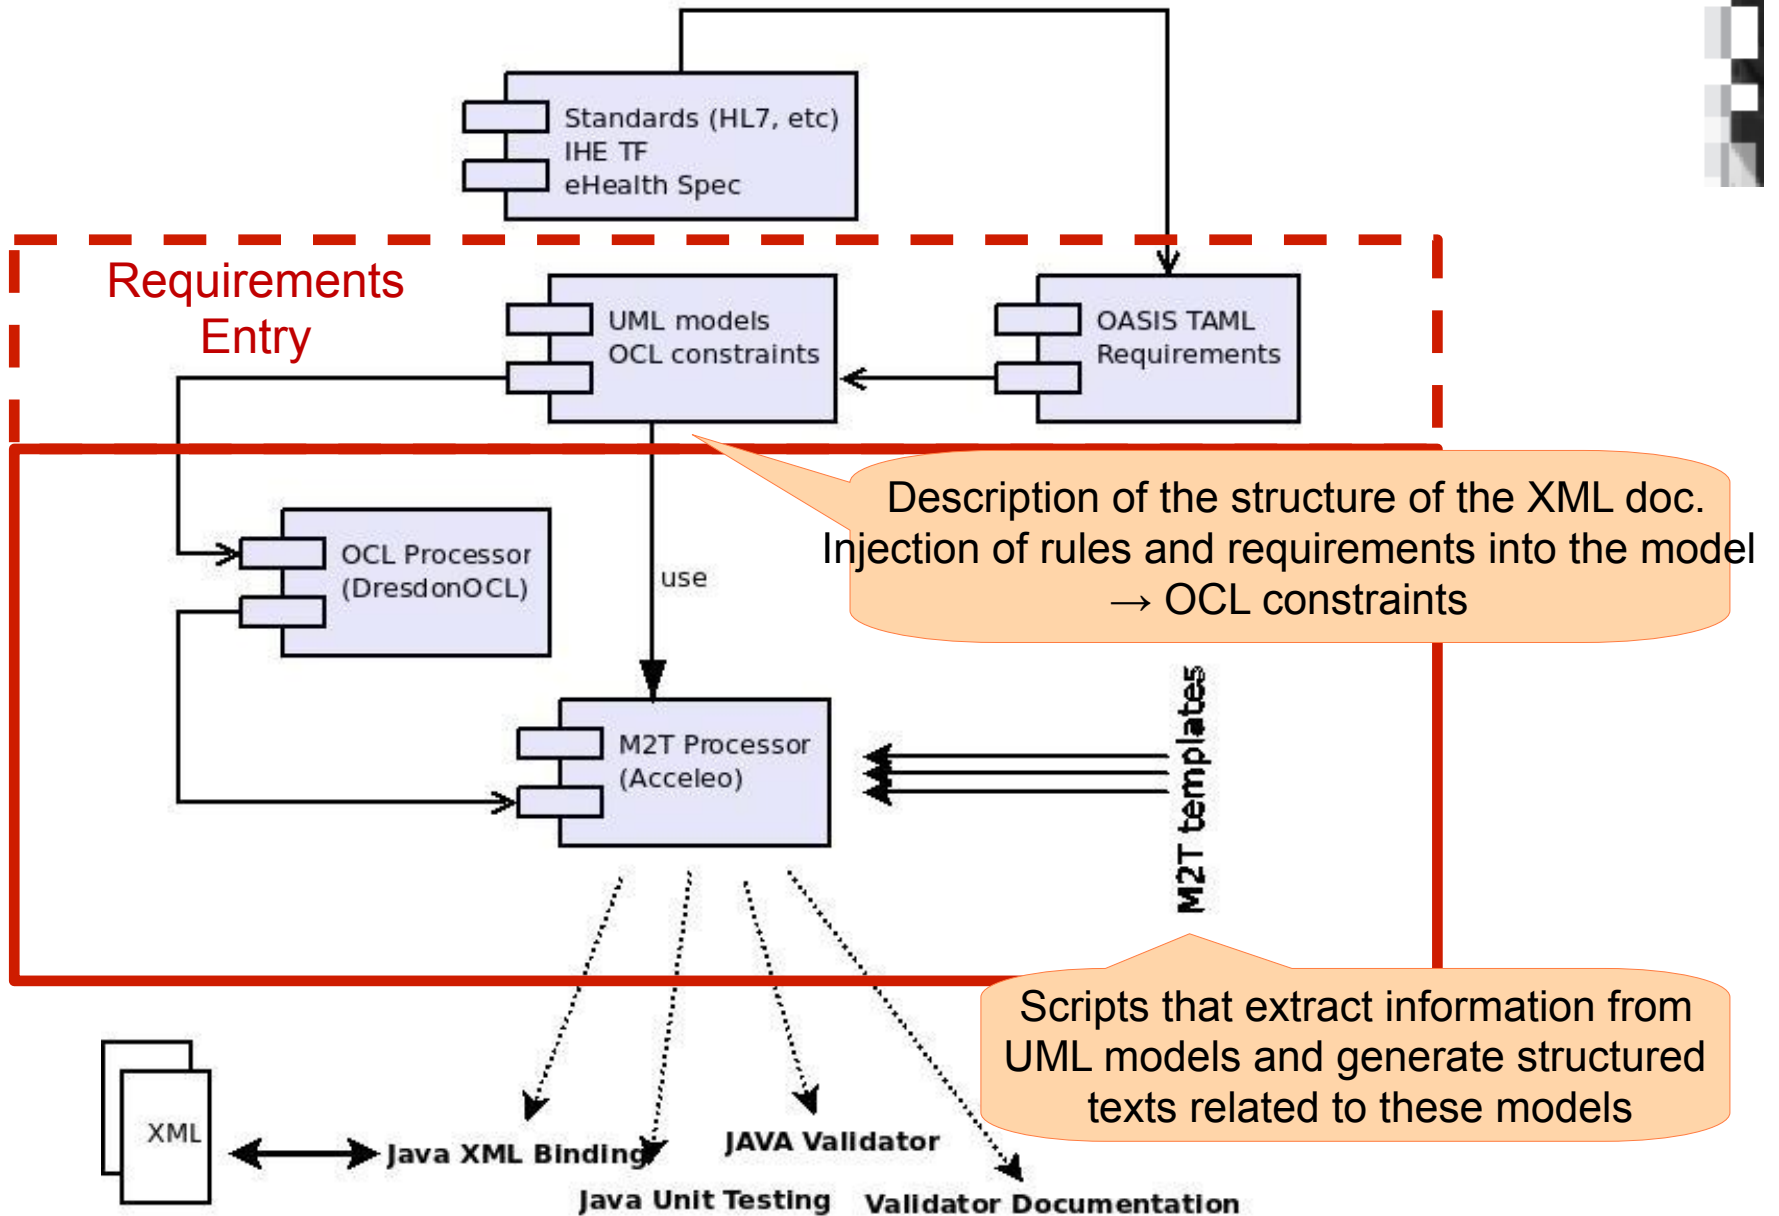 Standards (HL7, etc)
IHE TF
eHealth Spec
Requirements
Entry
UML models
OCL constraints
OASIS TAML
Requirements
Description of the structure of the XML doc.
Injection of rules and requirements into the model
→ OCL constraints
OCL Processor
(DresdonOCL)
use
M2T Processor
(Acceleo)
M2T templates
Scripts that extract information from
UML models and generate structured
texts related to these models
XML
Java XML Binding
JAVA Validator
Java Unit Testing
Validator Documentation